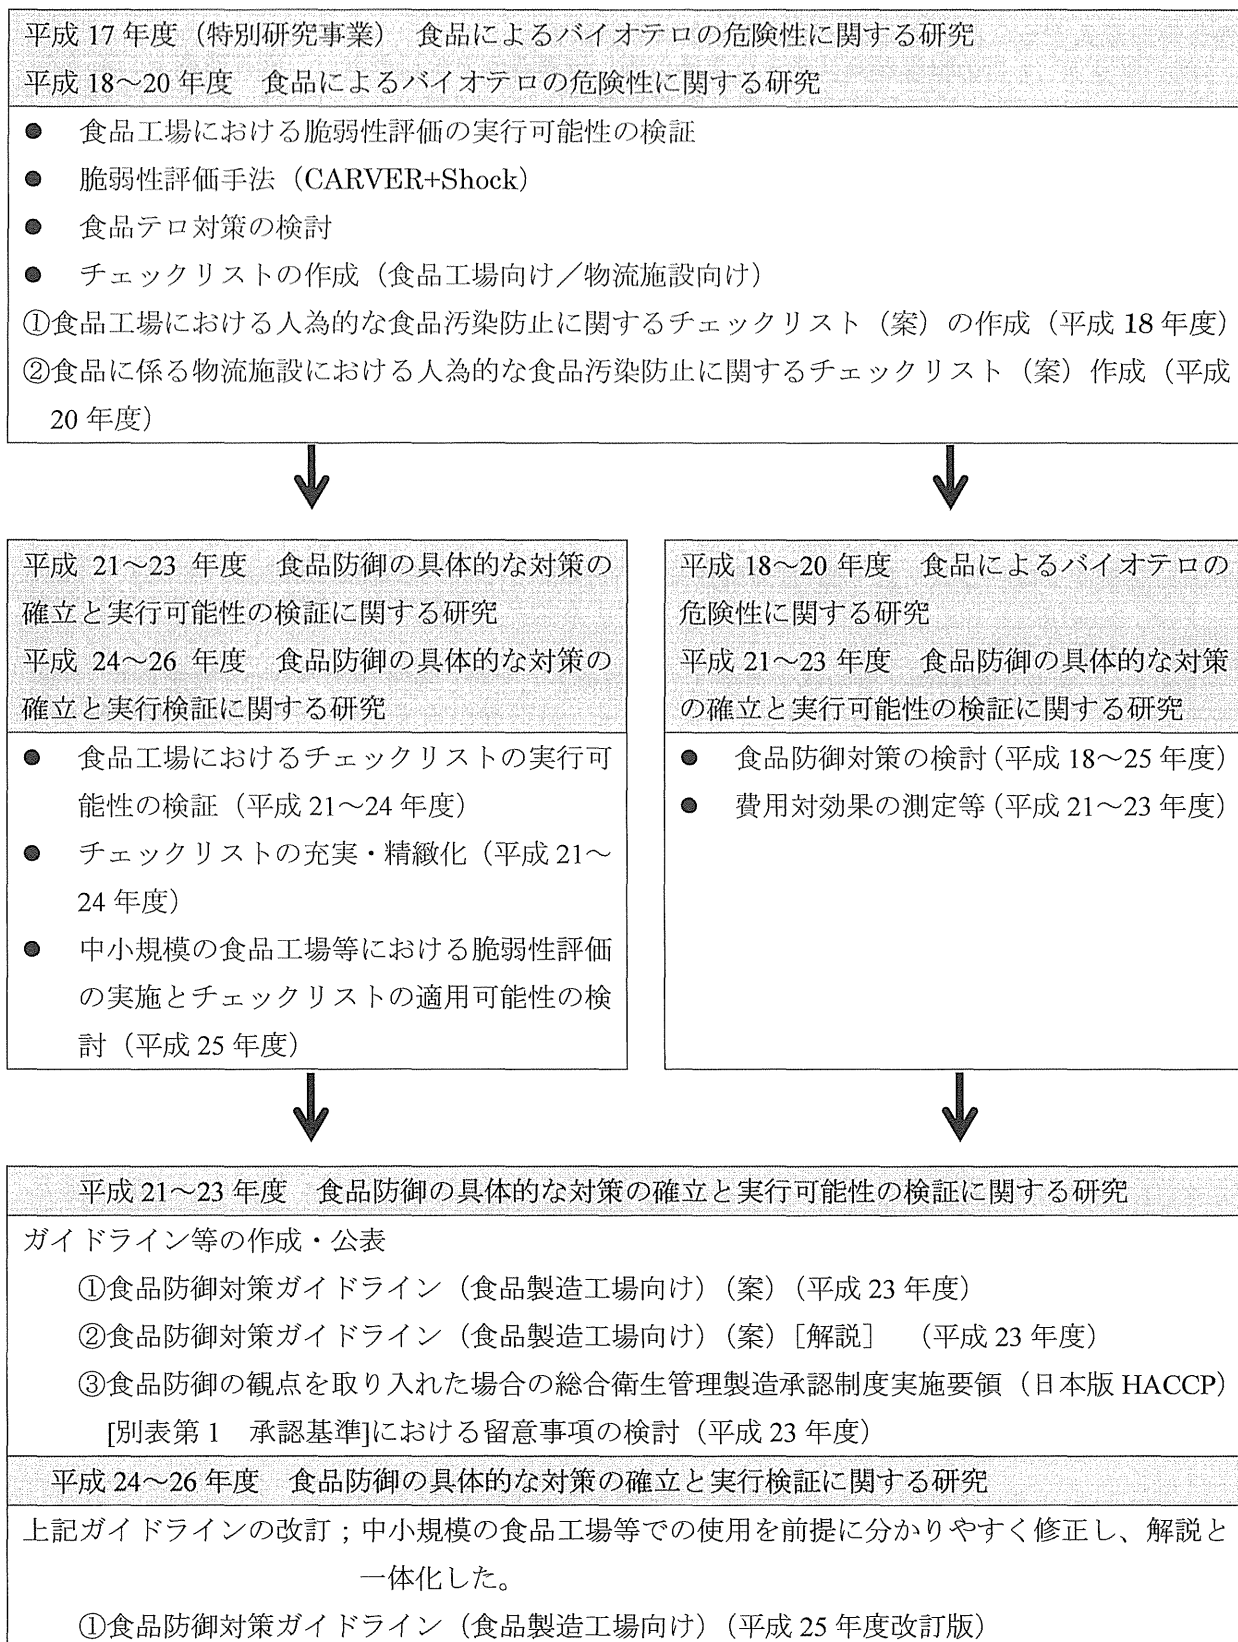 平成 17 年度（特別研究事業） 食品によるバイオテロの危険性に関する研究
平成 18～20 年度 食品によるバイオテロの危険性に関する研究
● 食品工場における脆弱性評価の実行可能性の検証
● 脆弱性評価手法（CARVER+Shock）
● 食品テロ対策の検討
● チェックリストの作成（食品工場向け／物流施設向け）
①食品工場における人為的な食品汚染防止に関するチェックリスト（案）の作成（平成 18 年度）
②食品に係る物流施設における人為的な食品汚染防止に関するチェックリスト（案）作成（平成
20 年度）
平成 21～23 年度 食品防御の具体的な対策の
確立と実行可能性の検証に関する研究
平成 24～26 年度 食品防御の具体的な対策の
確立と実行検証に関する研究
● 食品工場におけるチェックリストの実行可
能性の検証（平成 21～24 年度）
● チェックリストの充実・精緻化（平成 21～
24 年度）
● 中小規模の食品工場等における脆弱性評価
の実施とチェックリストの適用可能性の検
討（平成 25 年度）
平成 18～20 年度 食品によるバイオテロの
危険性に関する研究
平成 21～23 年度 食品防御の具体的な対策
の確立と実行可能性の検証に関する研究
● 食品防御対策の検討（平成 18～25 年度）
● 費用対効果の測定等（平成 21～23 年度）
平成 21～23 年度 食品防御の具体的な対策の確立と実行可能性の検証に関する研究
ガイドライン等の作成・公表
①食品防御対策ガイドライン（食品製造工場向け）（案）（平成 23 年度）
②食品防御対策ガイドライン（食品製造工場向け）（案）［解説］ （平成 23 年度）
③食品防御の観点を取り入れた場合の総合衛生管理製造承認制度実施要領（日本版 HACCP）
[別表第 1 承認基準]における留意事項の検討（平成 23 年度）
平成 24～26 年度 食品防御の具体的な対策の確立と実行検証に関する研究
上記ガイドラインの改訂；中小規模の食品工場等での使用を前提に分かりやすく修正し、解説と
一体化した。
①食品防御対策ガイドライン（食品製造工場向け）（平成 25 年度改訂版）